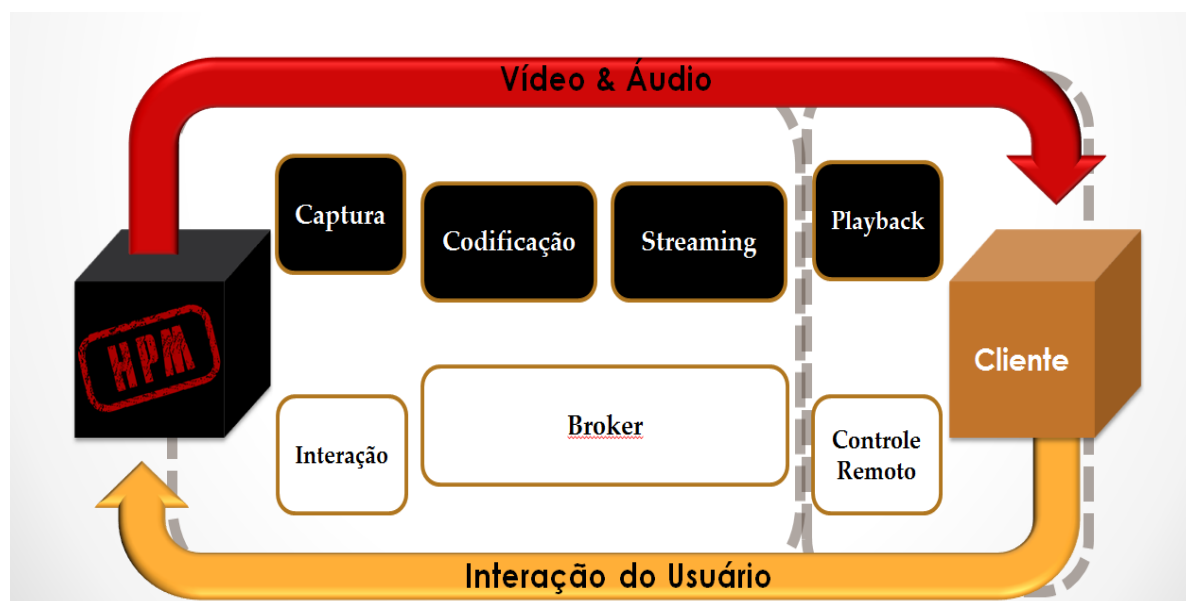 Vídeo & Áudio
Captura
Codificação
Streaming
Playback
HPM
Cliente
Interação
Broker
Controle
Remoto
Interação do Usuário